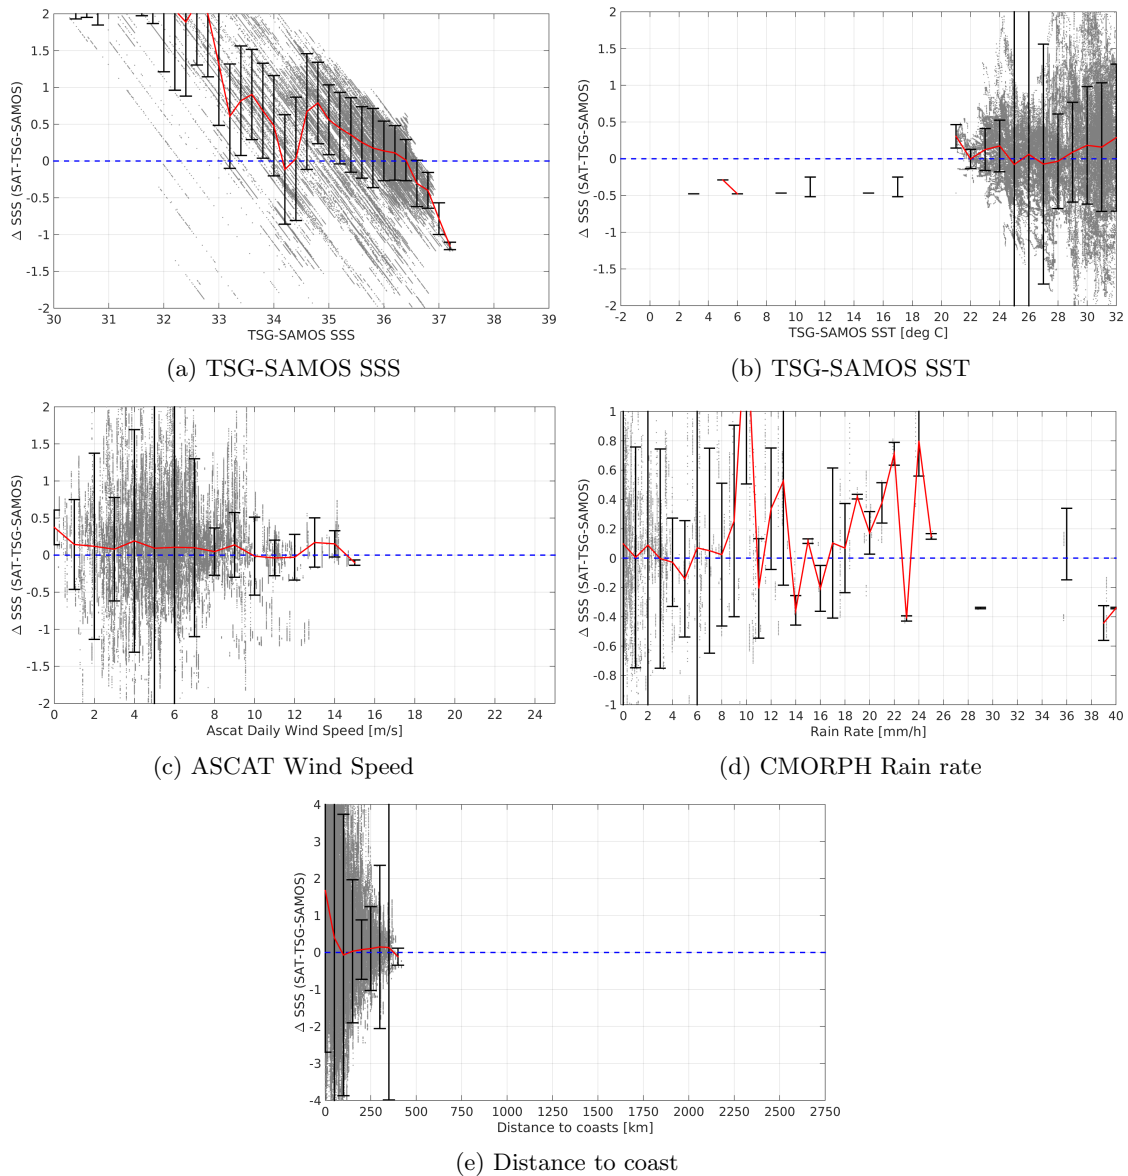 2
1.5
1
0.5
0
-0.5
-1
-1.5
-2
Δ SSS (SAT-TSG-SAMOS)
30 31 32 33 34 35 36 37 38 39
TSG-SAMOS SSS
(a) TSG-SAMOS SSS
2
1.5
1
0.5
0
-0.5
-1
-1.5
-2
Δ SSS (SAT-TSG-SAMOS)
-2 0 2 4 6 8 10 12 14 16 18 20 22 24 26 28 30 32
TSG-SAMOS SST [deg C]
(b) TSG-SAMOS SST
2
1.5
1
0.5
0
-0.5
-1
-1.5
-2
Δ SSS (SAT-TSG-SAMOS)
0 2 4 6 8 10 12 14 16 18 20 22 24
Ascat Daily Wind Speed [m/s]
(c) ASCAT Wind Speed
1
0.8
0.6
0.4
0.2
0
-0.2
-0.4
-0.6
-0.8
-1
Δ SSS (SAT-TSG-SAMOS)
0 2 4 6 8 10 12 14 16 18 20 22 24 26 28 30 32 34 36 38 40
Rain Rate [mm/h]
(d) CMORPH Rain rate
4
3
2
1
0
-1
-2
-3
-4
Δ SSS (SAT-TSG-SAMOS)
0 250 500 750 1000 1250 1500 1750 2000 2250 2500 2750
Distance to coasts [km]
(e) Distance to coast